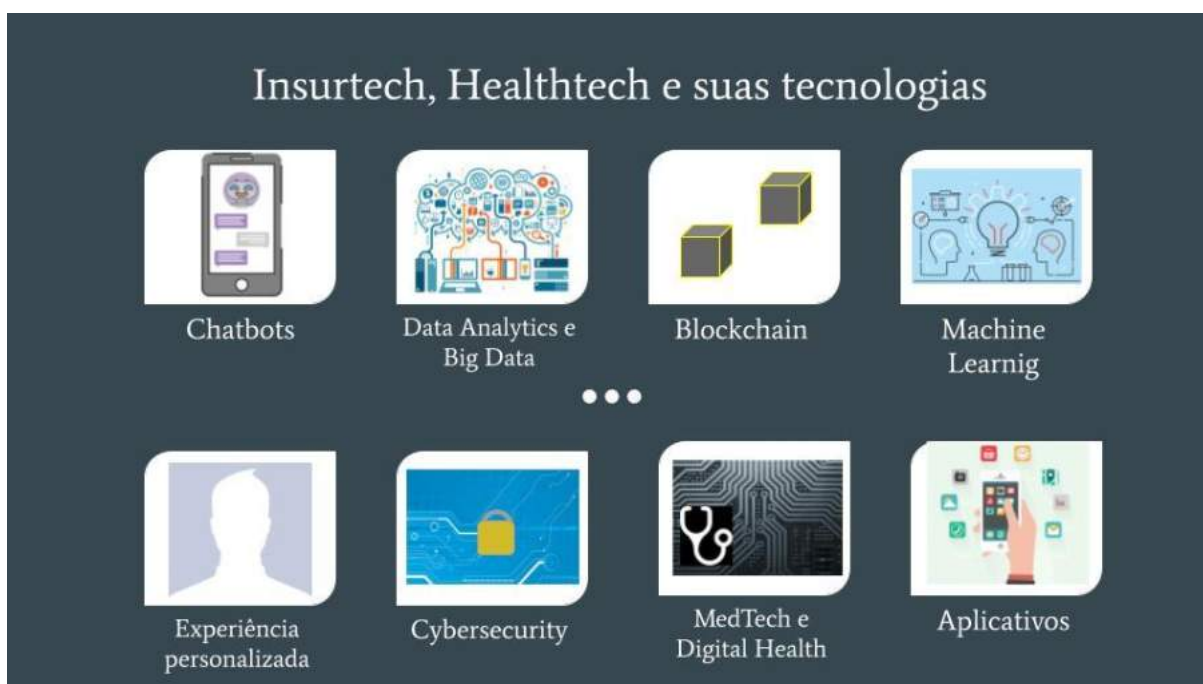 Insurtech, Healthtech e suas tecnologias
Chatbots
Data Analytics e
Big Data
Blockchain
Machine
Learnig
Experiência
personalizada
Cybersecurity
MedTech e
Digital Health
Aplicativos